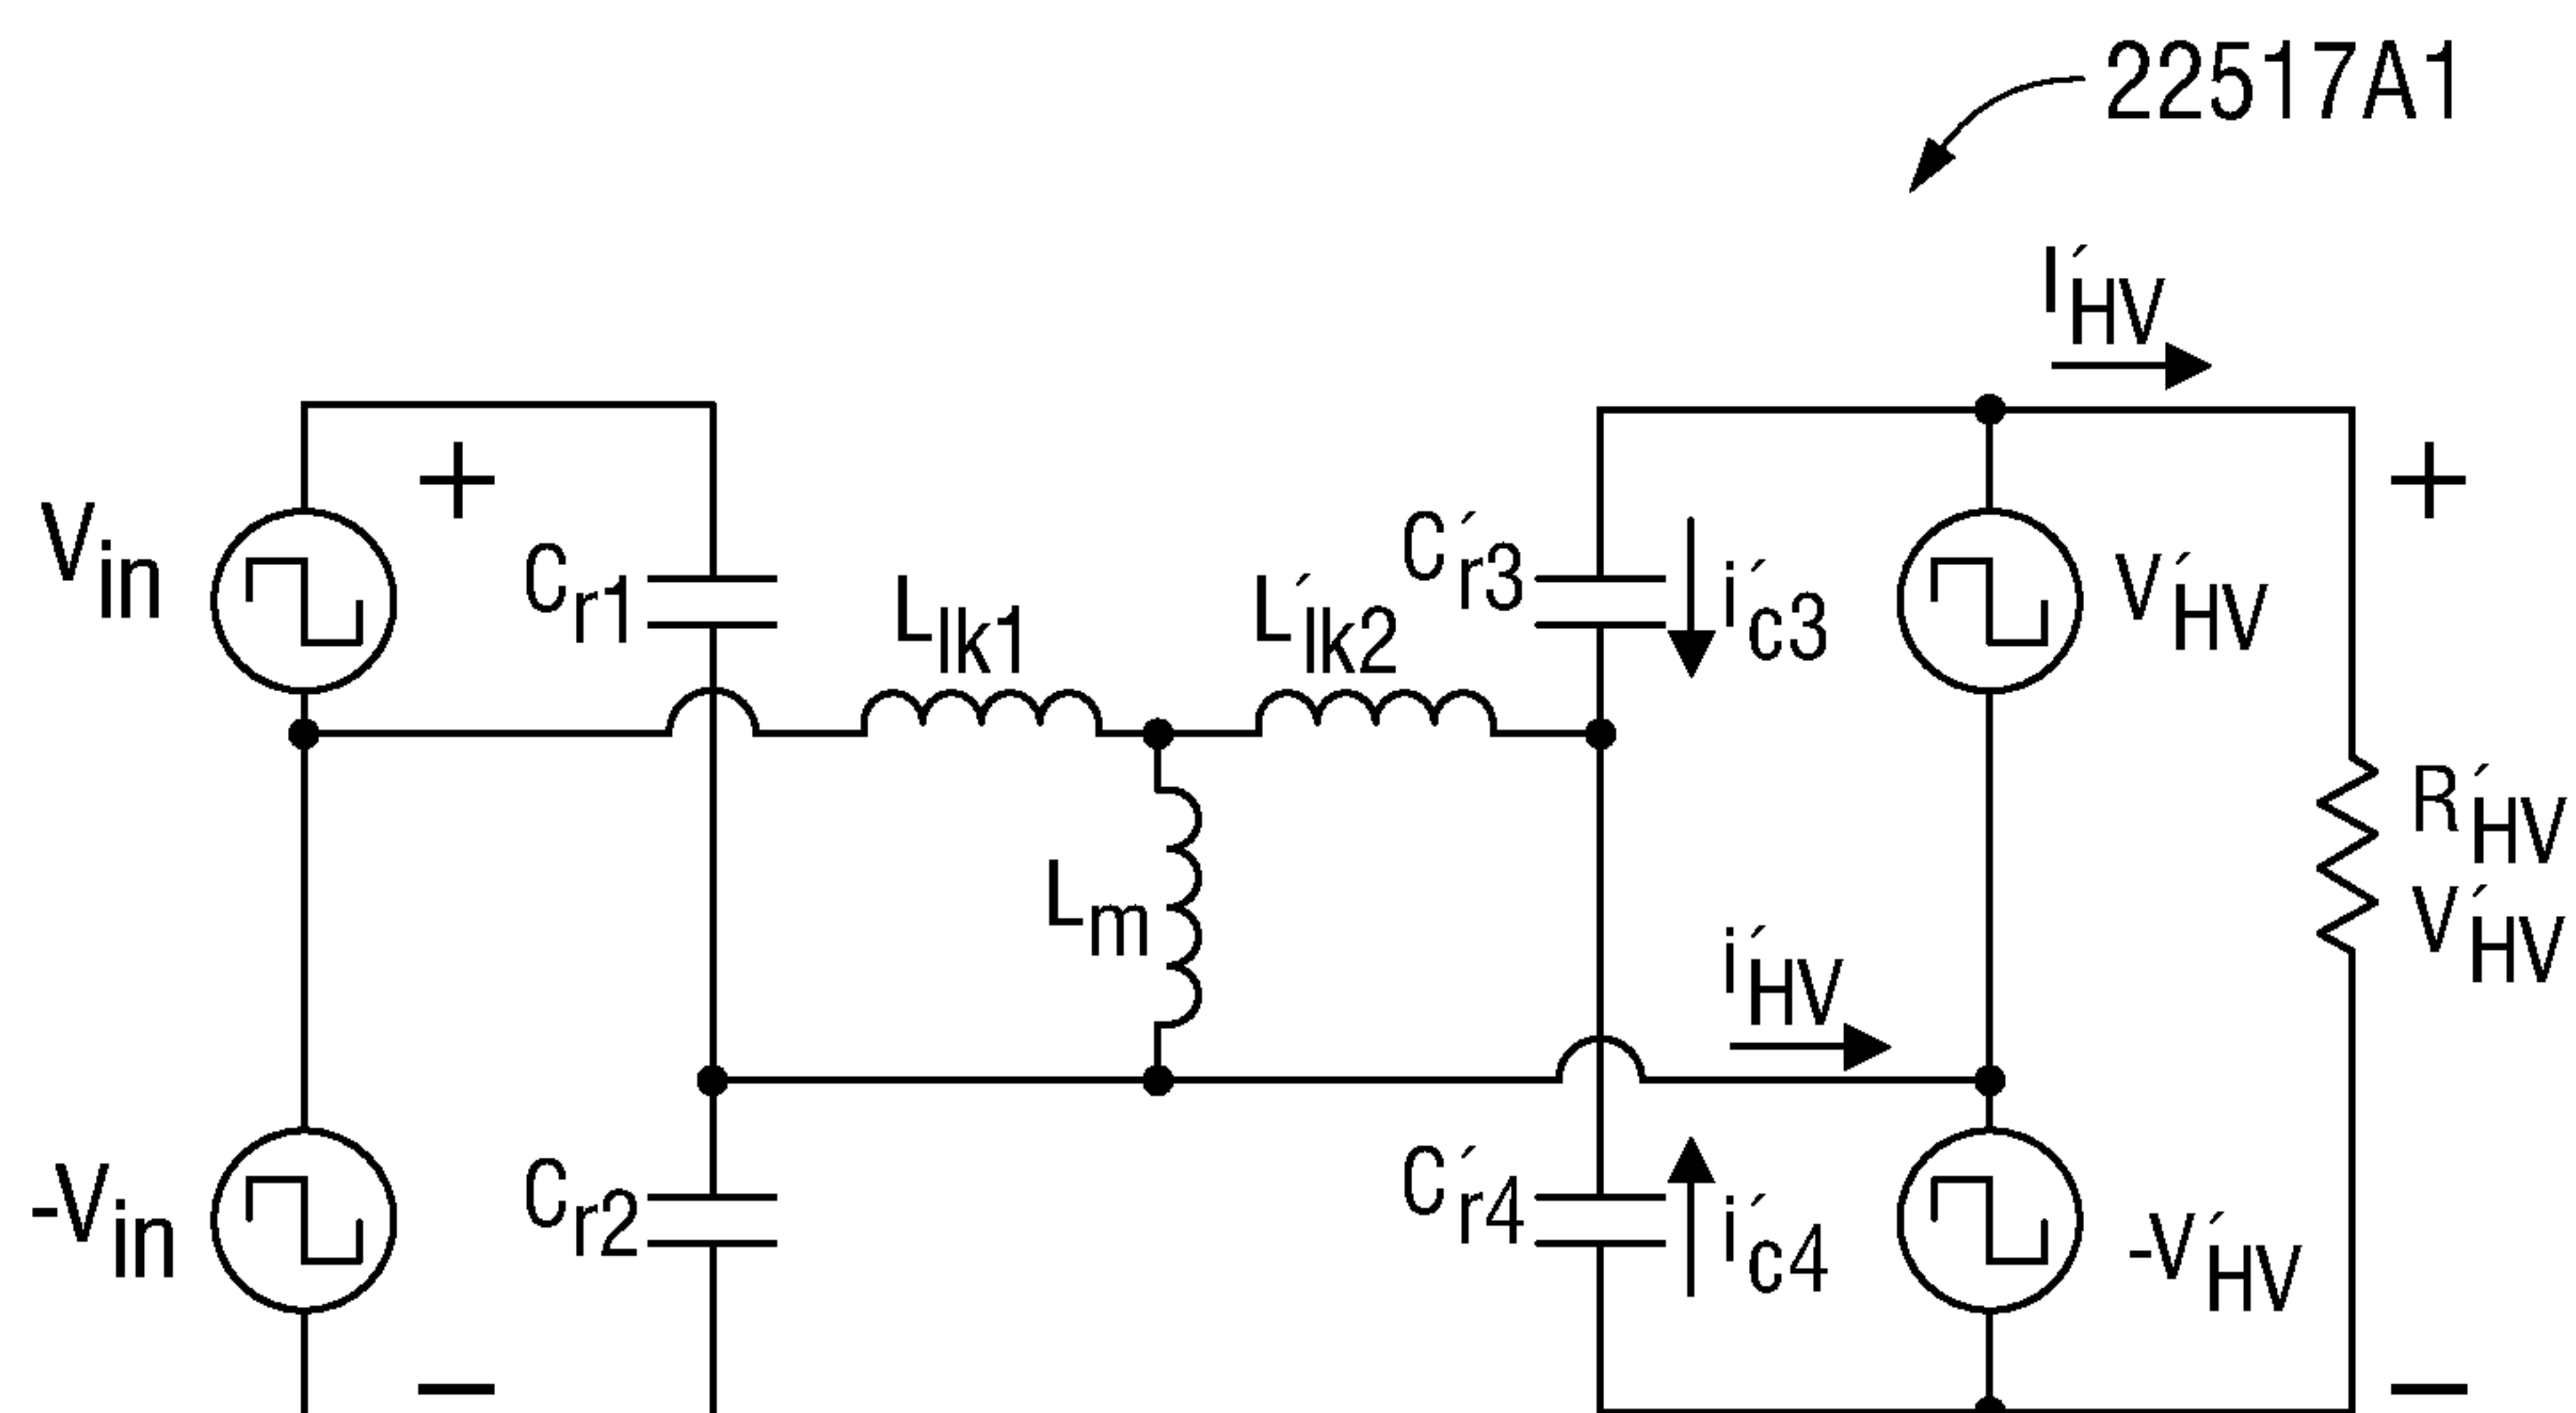 22517A1
I´HV
+
+
Vin
Cr1
Llk1
L´lk2
C´r3
i´c3
V´HV
R´HV
V´HV
Lm
i´HV
-Vin
Cr2
C´r4
i´c4
-V´HV
−
−